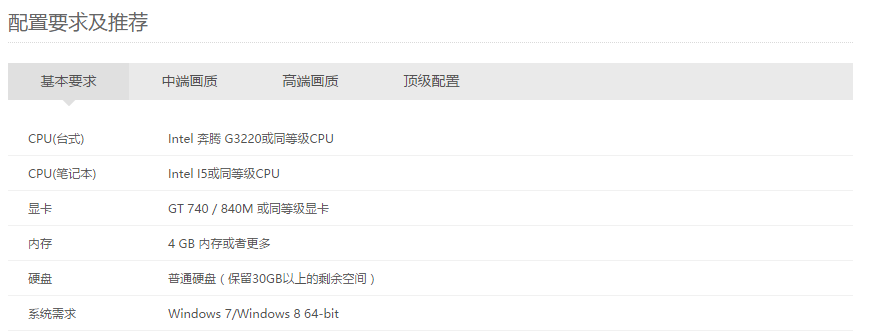 配置要求及推荐
基本要求 中端画质 高端画质 顶级配置
CPU(台式) Intel 奔腾 G3220或同等级CPU
CPU(笔记本) Intel I5或同等级CPU
显卡 GT 740 / 840M 或同等级显卡
内存 4 GB 内存或者更多
硬盘 普通硬盘（保留30GB以上的剩余空间）
系统需求 Windows 7/Windows 8 64-bit